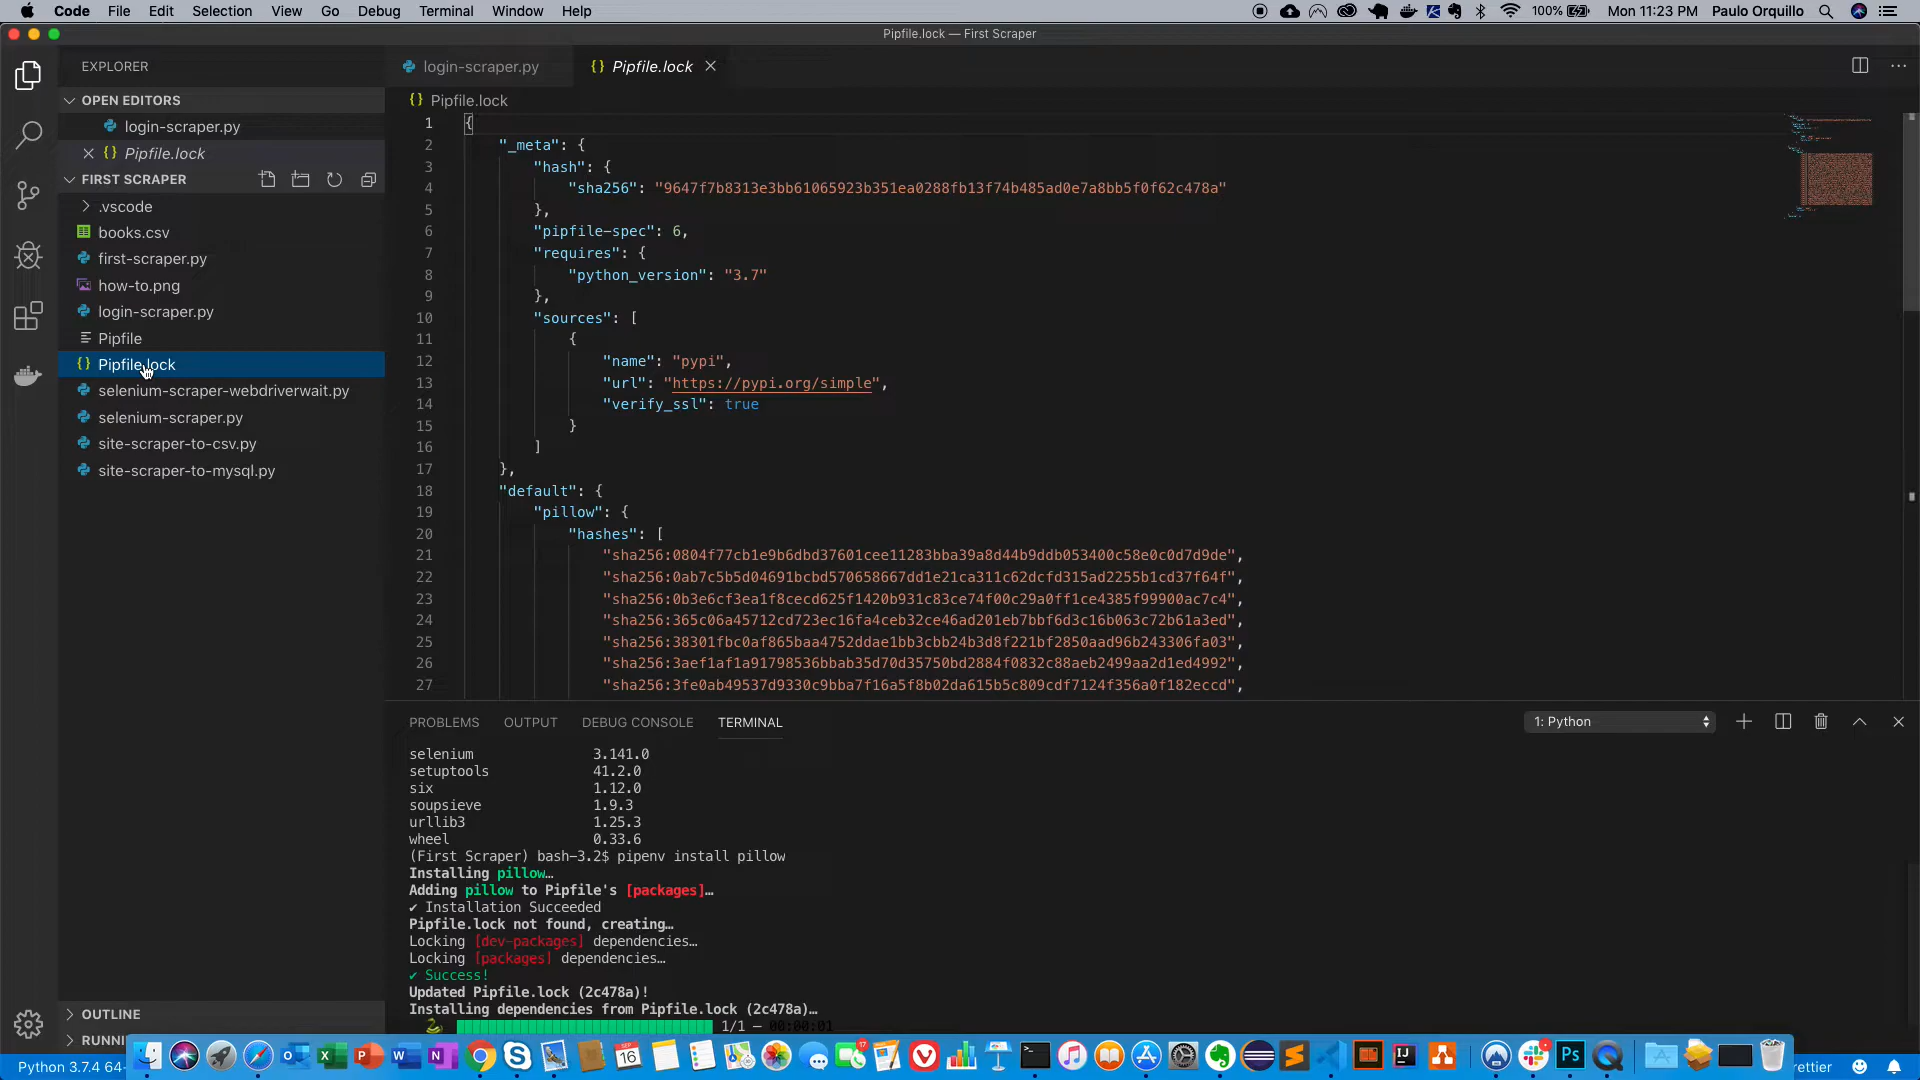 Code File Edit Selection View Go Debug Terminal Window Help 100% Mon 11:23 PM Paulo Orquillo
Pipfile.lock — First Scraper
EXPLORER
OPEN EDITORS
login-scraper.py
Pipfile.lock
FIRST SCRAPER
.vscode
books.csv
first-scraper.py
how-to.png
login-scraper.py
Pipfile
Pipfile.lock
selenium-scraper-webdriverwait.py
selenium-scraper.py
site-scraper-to-csv.py
site-scraper-to-mysql.py
OUTLINE
login-scraper.py
Pipfile.lock
Pipfile.lock
1 {
2 "_meta": {
3 "hash": {
4 "sha256": "9647f7b8313e3bb61065923b351ea0288fb13f74b485ad0e7a8bb5f0f62c478a"
5 },
6 "pipfile-spec": 6,
7 "requires": {
8 "python_version": "3.7"
9 },
10 "sources": [
11 {
12 "name": "pypi",
13 "url": "https://pypi.org/simple",
14 "verify_ssl": true
15 }
16 ]
17 },
18 "default": {
19 "pillow": {
20 "hashes": [
21 "sha256:0804f77cb1e9b6dbd37601cee11283bba39a8d44b9ddb053400c58e0c0d7d9de",
22 "sha256:0ab7c5b5d04691bcbd570658667dd1e21ca311c62dcfd315ad2255b1cd37f64f",
23 "sha256:0b3e6cf3ea1f8cecd625f1420b931c83ce74f00c29a0ff1ce4385f99900ac7c4",
24 "sha256:365c06a45712cd723ec16fa4ceb32ce46ad201eb7bbf6d3c16b063c72b61a3ed",
25 "sha256:38301fbc0af865baa4752ddae1bb3cbb24b3d8f221bf2850aad96b243306fa03",
26 "sha256:3aef1af1a91798536bbab35d70d35750bd2884f0832c88aeb2499aa2d1ed4992",
27 "sha256:3fe0ab49537d9330c9bba7f16a5f8b02da615b5c809cdf7124f356a0f182eccd",
PROBLEMS OUTPUT DEBUG CONSOLE TERMINAL 1: Python
selenium 3.141.0
setuptools 41.2.0
six 1.12.0
soupsieve 1.9.3
urllib3 1.25.3
wheel 0.33.6
(First Scraper) bash-3.2$ pipenv install pillow
Installing pillow…
Adding pillow to Pipfile's [packages]…
✔ Installation Succeeded
Pipfile.lock not found, creating…
Locking [dev-packages] dependencies…
Locking [packages] dependencies…
✔ Success!
Updated Pipfile.lock (2c478a)!
Installing dependencies from Pipfile.lock (2c478a)…
1/1 — 00:00:01
Python 3.7.4 64-